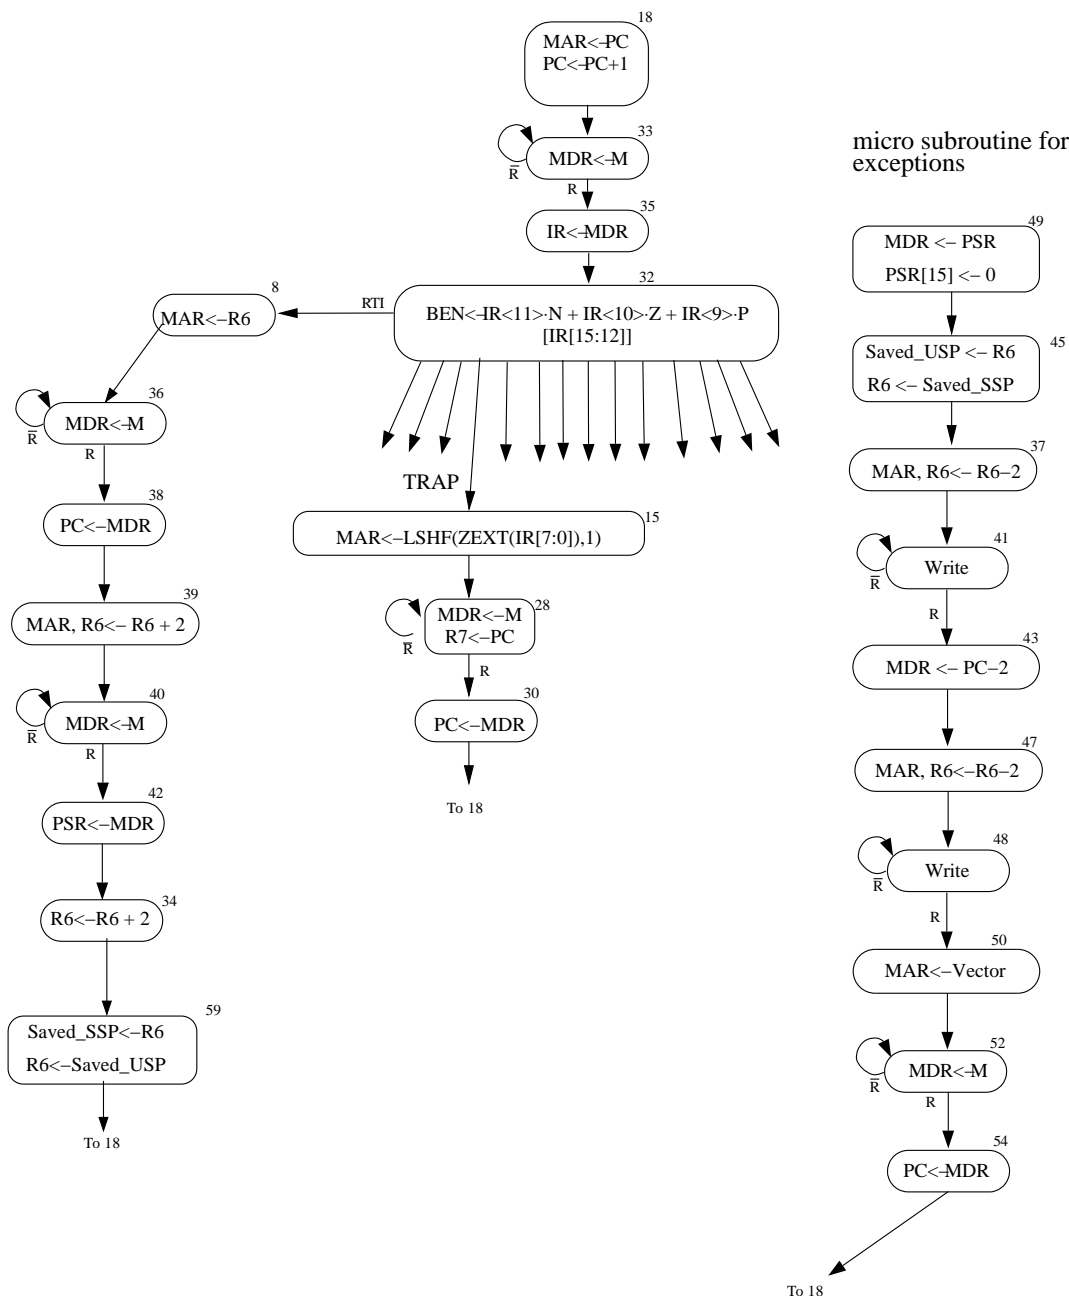 18
MAR<–PC
PC<–PC+1
33
MDR<–M
R̅
R
micro subroutine for
exceptions
35
IR<–MDR
32
BEN<–IR<11>·N + IR<10>·Z + IR<9>·P
[IR[15:12]]
RTI
8
MAR<–R6
36
MDR<–M
R̅
R
38
PC<–MDR
39
MAR, R6<– R6 + 2
40
MDR<–M
R̅
R
42
PSR<–MDR
34
R6<–R6 + 2
59
Saved_SSP<–R6
R6<–Saved_USP
To 18
TRAP
15
MAR<–LSHF(ZEXT(IR[7:0]),1)
28
MDR<–M
R7<–PC
R̅
R
30
PC<–MDR
To 18
49
MDR <– PSR
PSR[15] <– 0
45
Saved_USP <– R6
R6 <– Saved_SSP
37
MAR, R6<– R6–2
41
Write
R̅
R
43
MDR <– PC–2
47
MAR, R6<–R6–2
48
Write
R̅
R
50
MAR<–Vector
52
MDR<–M
R̅
R
54
PC<–MDR
To 18